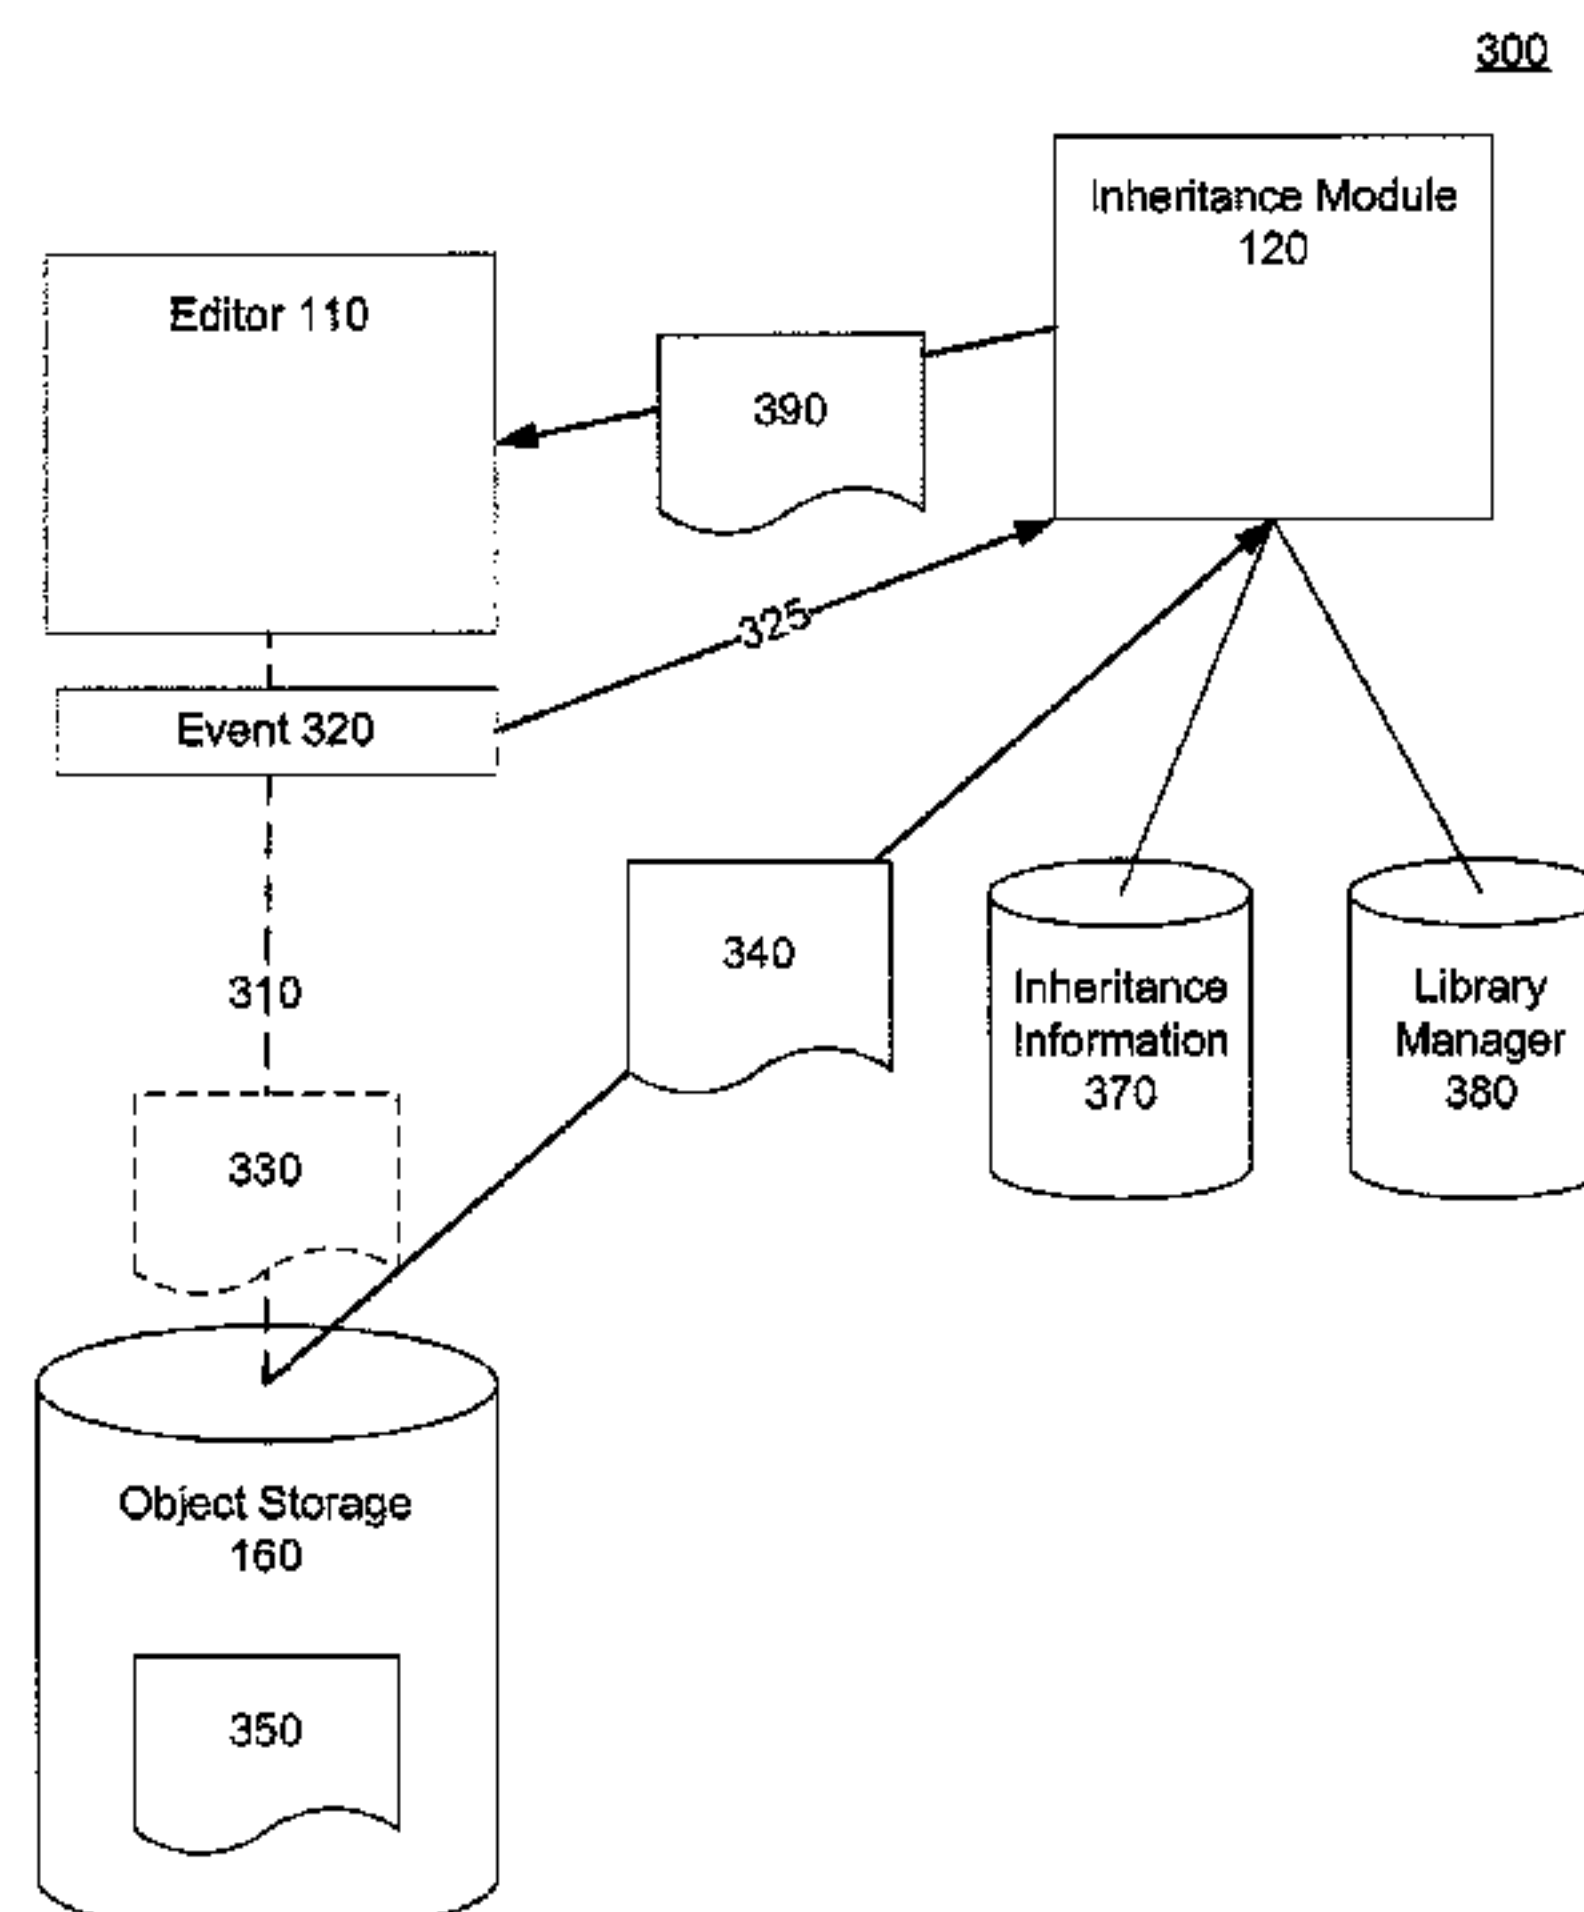 300
Inheritance Module
120
Editor 110
390
325
Event 320
340
310
Inheritance
Information
370
Library
Manager
380
330
Object Storage
160
350